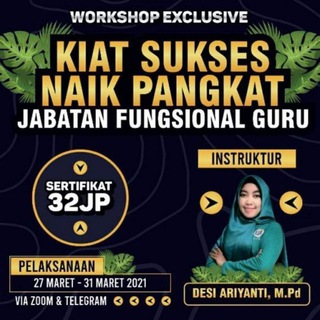 WORKSHOP EXCLUSIVE
KIAT SUKSES
NAIK PANGKAT
JABATAN FUNGSIONAL GURU
INSTRUKTUR
SERTIFIKAT
32JP
PELAKSANAAN
27 MARET - 31 MARET 2021
VIA ZOOM & TELEGRAM
DESI ARIYANTI, M.Pd